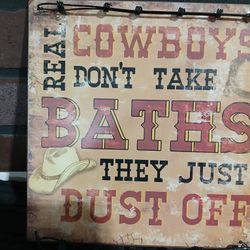 REAL
COWBOYS
DON'T TAKE
BATHS
THEY JUST
DUST OFF